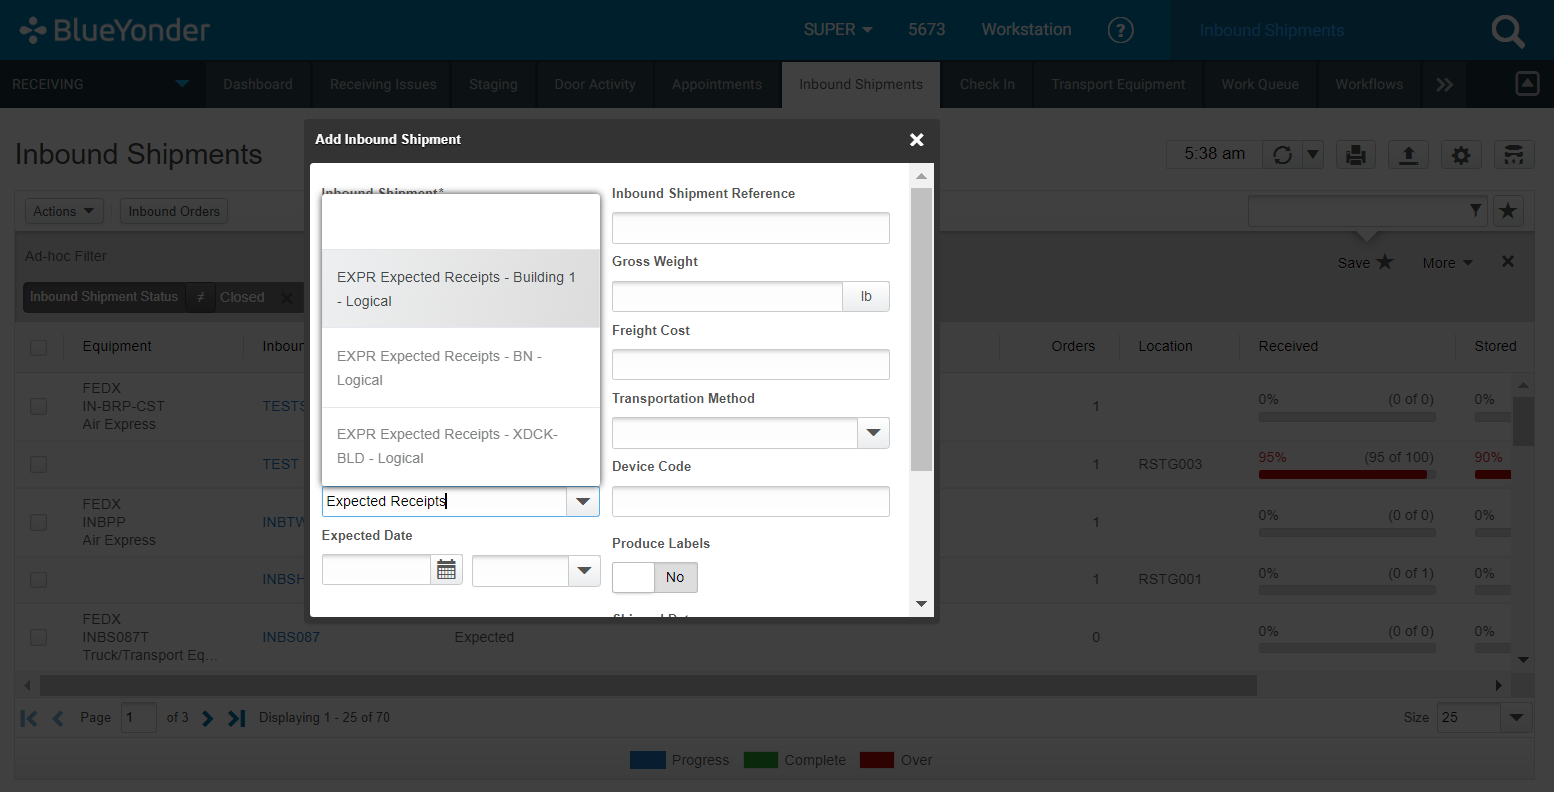 BlueYonder
SUPER
5673
Workstation
?
Inbound Shipments
RECEIVING
Dashboard
Receiving Issues
Staging
Door Activity
Appointments
Inbound Shipments
Check In
Transport Equipment
Work Queue
Workflows
Inbound Shipments
5:38 am
Actions
Inbound Orders
Ad-hoc Filter
Save
More
Inbound Shipment Status
≠
Closed
Add Inbound Shipment
Inbound Shipment*
EXPR Expected Receipts - Building 1
- Logical
EXPR Expected Receipts - BN -
Logical
EXPR Expected Receipts - XDCK-
BLD - Logical
Expected Receipts
Expected Date
Inbound Shipment Reference
Gross Weight
lb
Freight Cost
Transportation Method
Device Code
Produce Labels
No
Equipment
Inboun
Orders
Location
Received
Stored
FEDX
IN-BRP-CST
Air Express
TESTS
1
0%
(0 of 0)
0%
TEST
1
RSTG003
95%
(95 of 100)
90%
FEDX
INBPP
Air Express
INBTW
1
0%
(0 of 0)
0%
INBSH
1
RSTG001
0%
(0 of 1)
0%
FEDX
INBS087T
Truck/Transport Eq...
INBS087
Expected
0
0%
(0 of 0)
0%
Page
1
of 3
Displaying 1 - 25 of 70
Size
25
Progress
Complete
Over